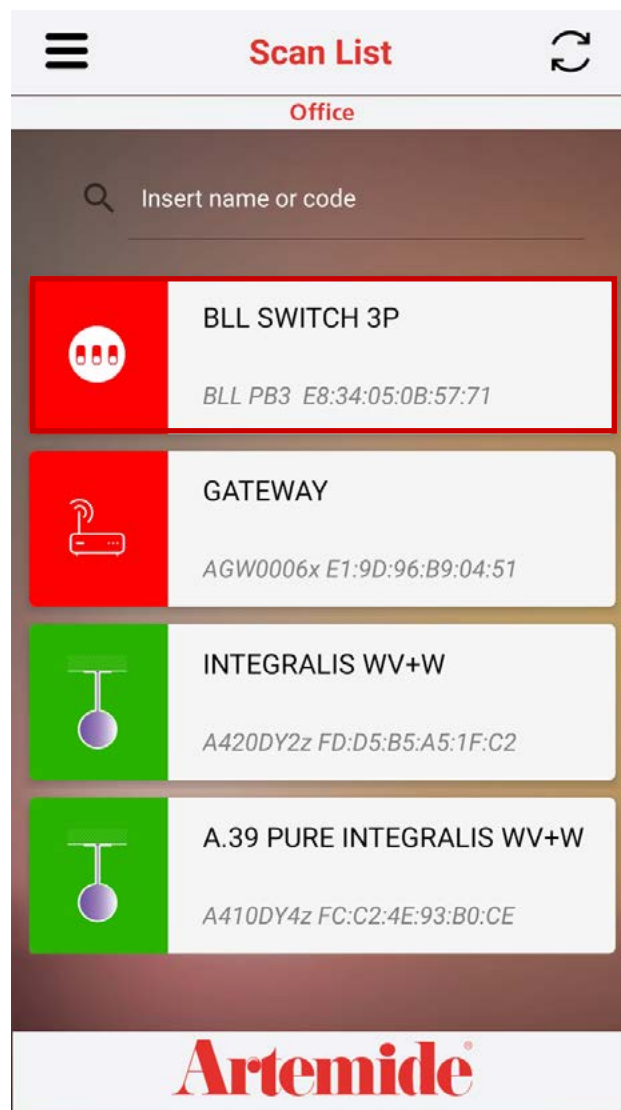 Scan List
Office
Insert name or code
BLL SWITCH 3P
BLL PB3 E8:34:05:0B:57:71
GATEWAY
AGW0006x E1:9D:96:B9:04:51
INTEGRALIS WV+W
A420DY2z FD:D5:B5:A5:1F:C2
A.39 PURE INTEGRALIS WV+W
A410DY4z FC:C2:4E:93:B0:CE
Artemide®